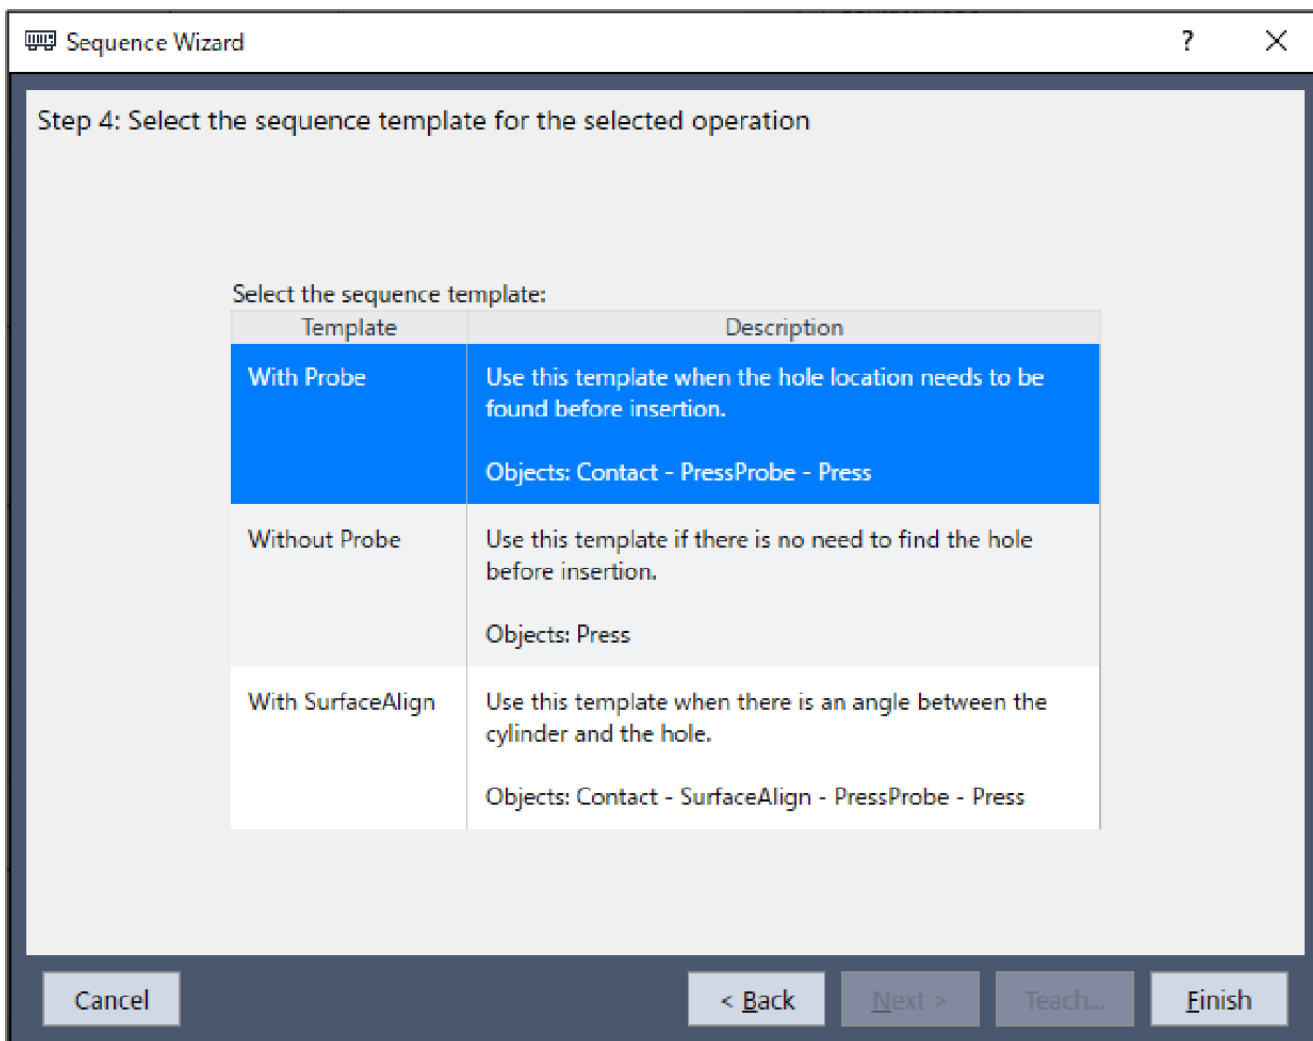 Sequence Wizard
?
Step 4: Select the sequence template for the selected operation
Select the sequence template:
Template Description
With Probe
Use this template when the hole location needs to be
found before insertion.
Objects: Contact - PressProbe - Press
Without Probe
Use this template if there is no need to find the hole
before insertion.
Objects: Press
With SurfaceAlign
Use this template when there is an angle between the
cylinder and the hole.
Objects: Contact - SurfaceAlign - PressProbe - Press
Cancel < Back Next > Teach... Finish